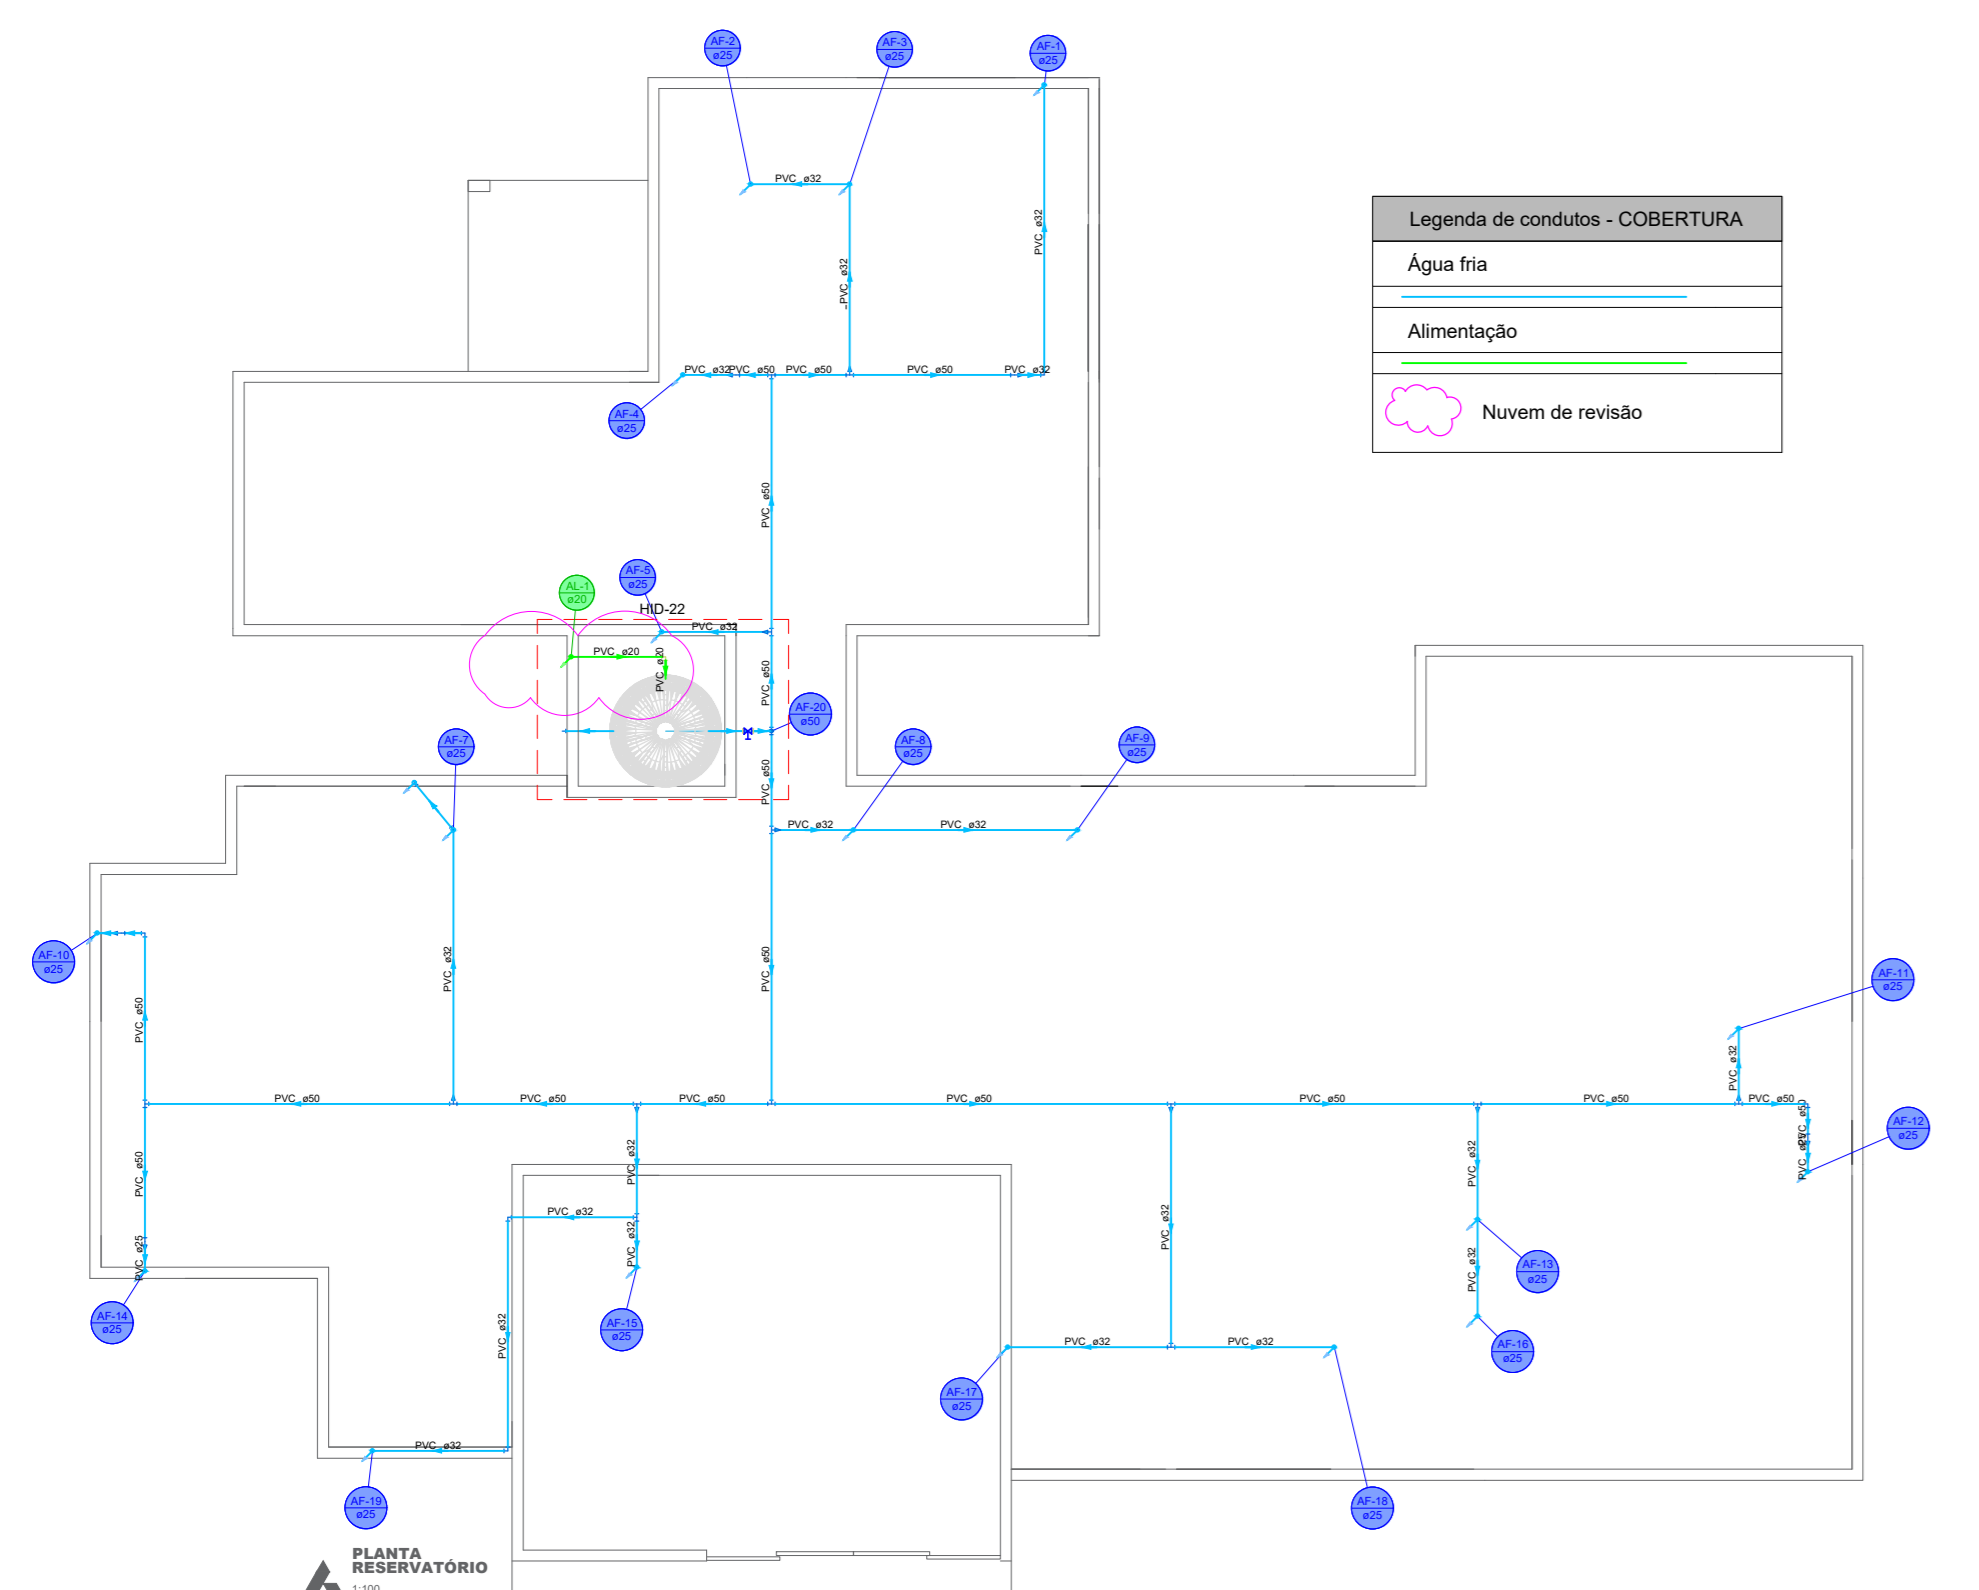 AF-2
ø25
AF-3
ø25
AF-1
ø25
PVC ø32
PVC ø32
PVC ø32
Legenda de condutos - COBERTURA
Água fria
Alimentação
Nuvem de revisão
PVC ø32
PVC ø50
PVC ø50
PVC ø50
PVC ø32
AF-4
ø25
PVC ø50
AF-5
ø25
AL-1
ø20
HID-22
PVC ø32
PVC ø20
PVC ø20
PVC ø50
AF-20
ø50
AF-7
ø25
AF-8
ø25
AF-9
ø25
PVC ø50
PVC ø32
PVC ø32
AF-10
ø25
PVC ø32
PVC ø50
AF-11
ø25
PVC ø50
PVC ø32
PVC ø50
PVC ø50
PVC ø50
PVC ø50
PVC ø50
PVC ø50
PVC ø50
PVC ø50
AF-12
ø25
PVC ø50
PVC ø32
PVC ø32
PVC ø25
PVC ø32
PVC ø32
PVC ø32
PVC ø25
PVC ø32
AF-13
ø25
AF-14
ø25
AF-15
ø25
PVC ø32
PVC ø32
PVC ø32
AF-16
ø25
AF-17
ø25
PVC ø32
AF-19
ø25
AF-18
ø25
PLANTA
RESERVATÓRIO
1:100